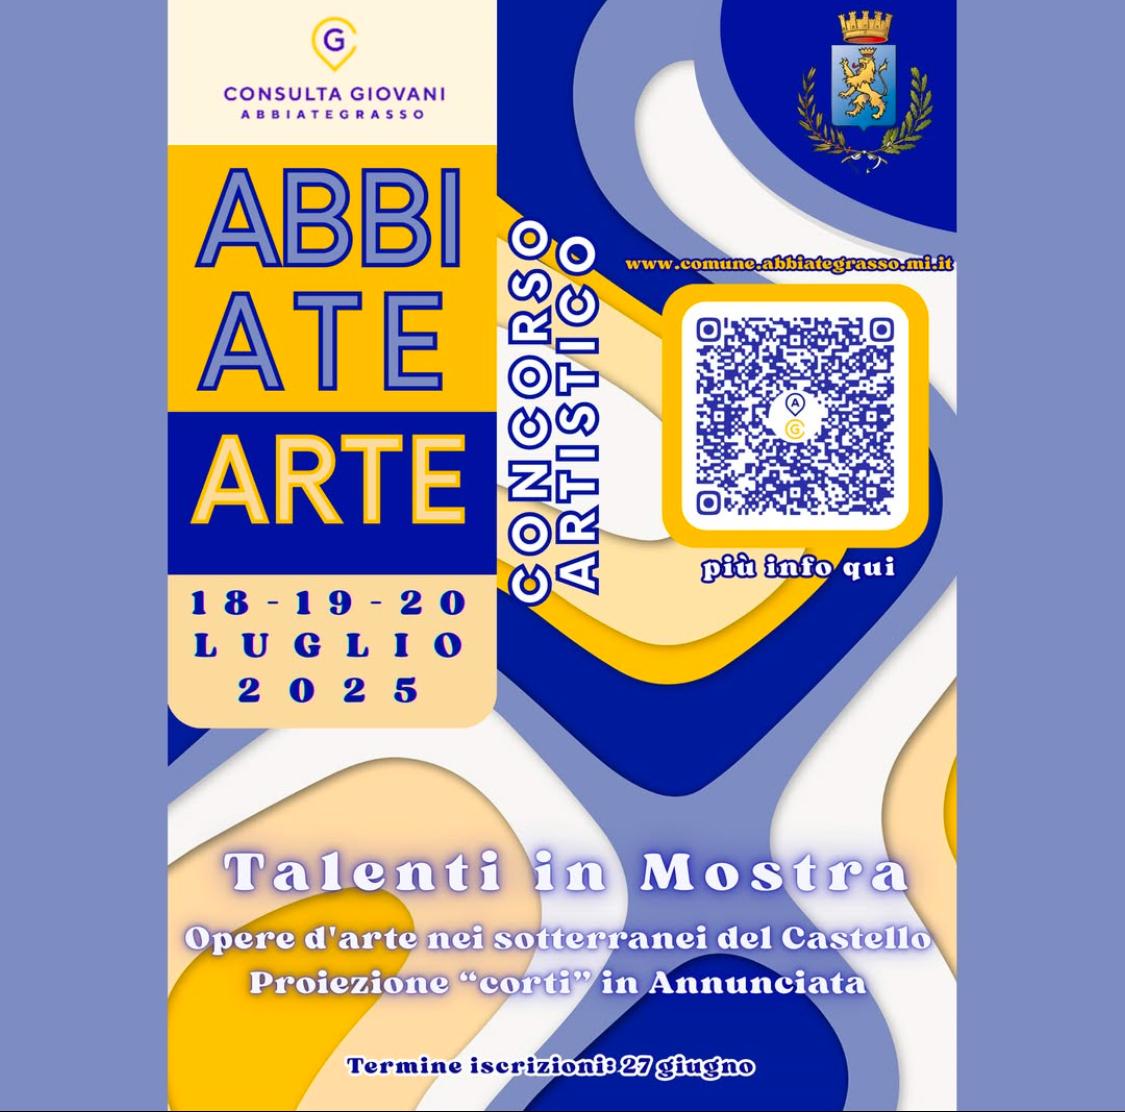 G
CONSULTA GIOVANI
ABBIATEGRASSO
ABBI
ATE
ARTE
18-19-20
LUGLIO
2025
CONCORSO
ARTISTICO
www.comune.abbiategrasso.mi.it
A
G
più info qui
Talenti in Mostra
Opere d'arte nei sotterranei del Castello
Proiezione “corti” in Annunciata
Termine iscrizioni: 27 giugno